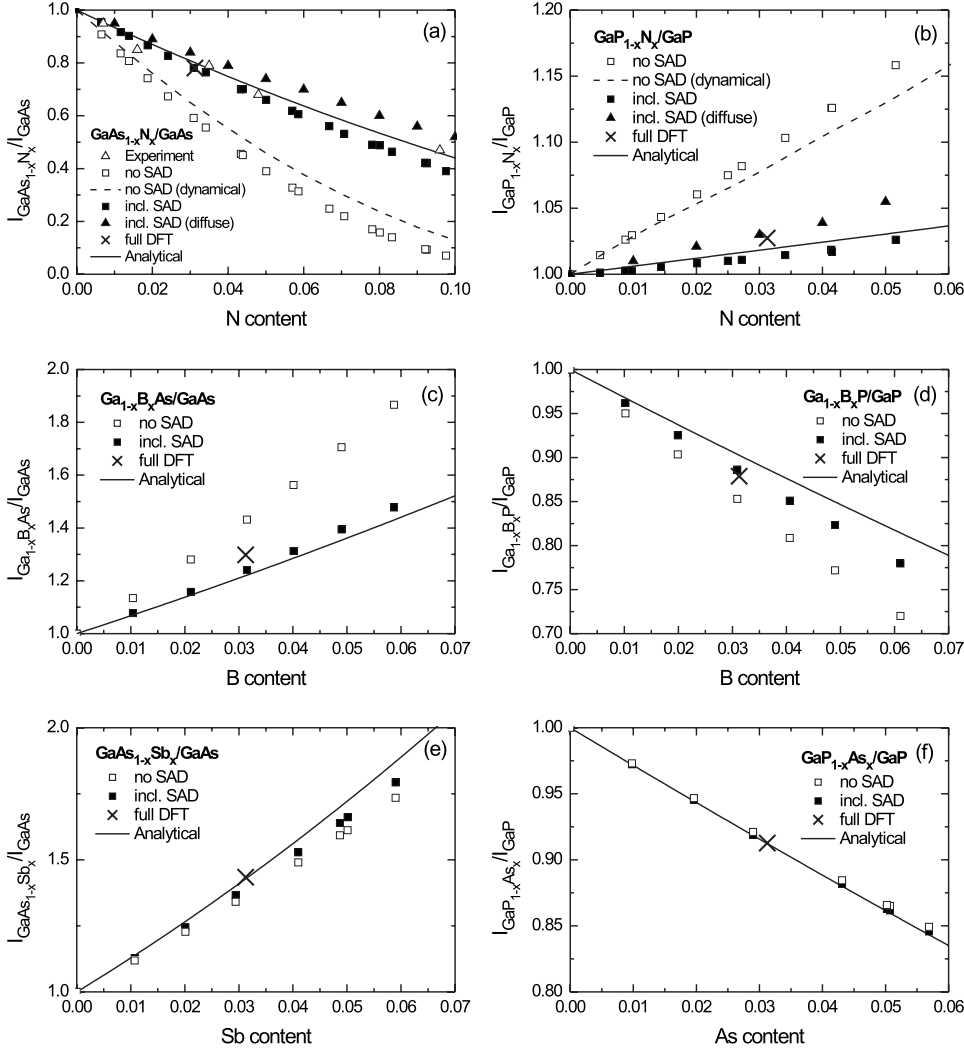 (a)
I_GaAs1-xNx/I_GaAs
1.0
0.8
0.6
0.4
0.2
0.0
GaAs1-xNx/GaAs
Experiment
no SAD
no SAD (dynamical)
incl. SAD
incl. SAD (diffuse)
full DFT
Analytical
0.00 0.02 0.04 0.06 0.08 0.10
N content
(b)
I_GaP1-xNx/I_GaP
1.20
1.15
1.10
1.05
1.00
GaP1-xNx/GaP
no SAD
no SAD (dynamical)
incl. SAD
incl. SAD (diffuse)
full DFT
Analytical
0.00 0.01 0.02 0.03 0.04 0.05 0.06
N content
(c)
I_Ga1-xBxAs/I_GaAs
2.0
1.8
1.6
1.4
1.2
1.0
Ga1-xBxAs/GaAs
no SAD
incl. SAD
full DFT
Analytical
0.00 0.01 0.02 0.03 0.04 0.05 0.06 0.07
B content
(d)
I_Ga1-xBxP/I_GaP
1.00
0.95
0.90
0.85
0.80
0.75
0.70
Ga1-xBxP/GaP
no SAD
incl. SAD
full DFT
Analytical
0.00 0.01 0.02 0.03 0.04 0.05 0.06 0.07
B content
(e)
I_GaAs1-xSbx/I_GaAs
2.0
1.5
1.0
GaAs1-xSbx/GaAs
no SAD
incl. SAD
full DFT
Analytical
0.00 0.01 0.02 0.03 0.04 0.05 0.06 0.07
Sb content
(f)
I_GaP1-xAsx/I_GaP
1.00
0.95
0.90
0.85
0.80
GaP1-xAsx/GaP
no SAD
incl. SAD
full DFT
Analytical
0.00 0.01 0.02 0.03 0.04 0.05 0.06
As content